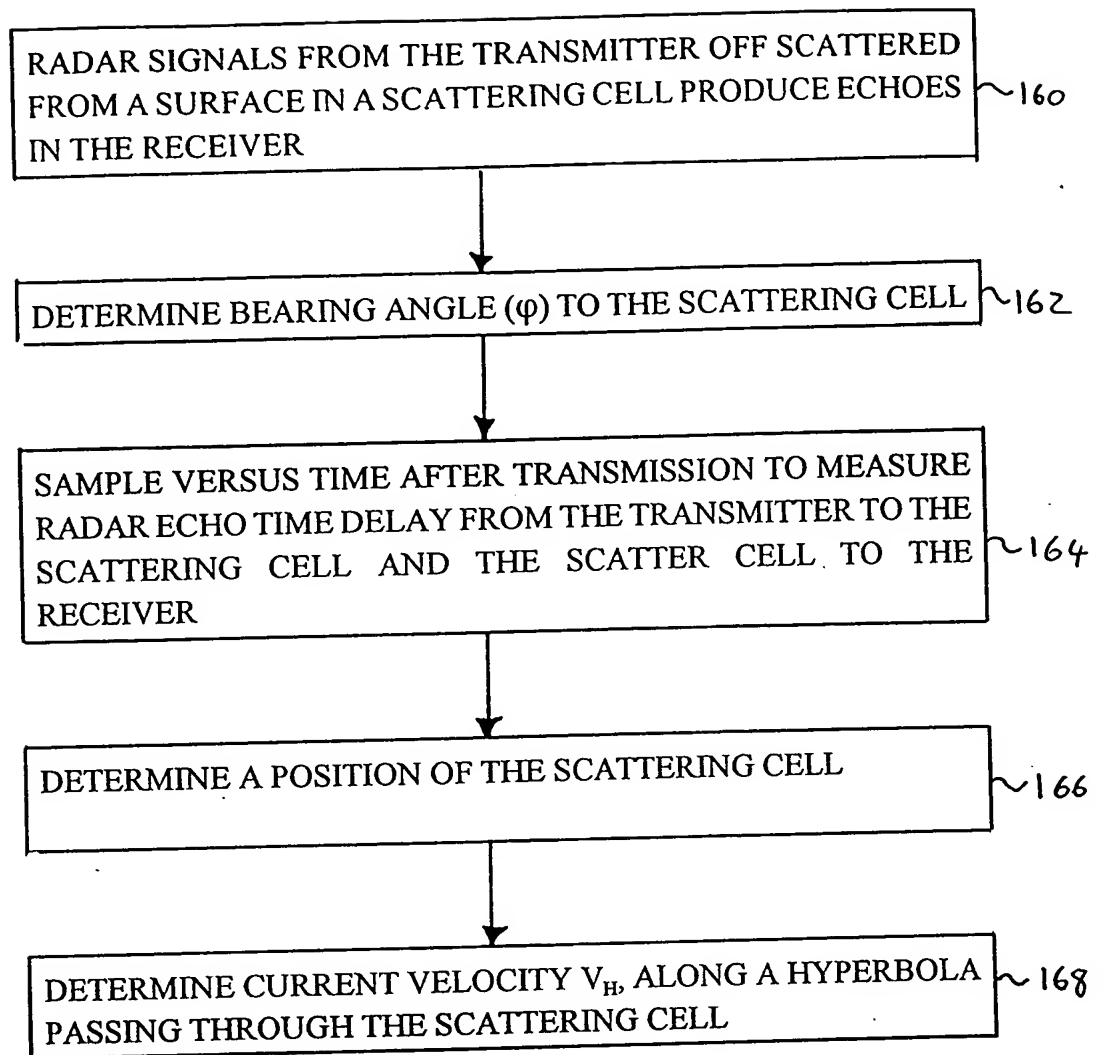 RADAR SIGNALS FROM THE TRANSMITTER OFF SCATTERED
FROM A SURFACE IN A SCATTERING CELL PRODUCE ECHOES
IN THE RECEIVER
160
DETERMINE BEARING ANGLE (φ) TO THE SCATTERING CELL
162
SAMPLE VERSUS TIME AFTER TRANSMISSION TO MEASURE
RADAR ECHO TIME DELAY FROM THE TRANSMITTER TO THE
SCATTERING CELL AND THE SCATTER CELL TO THE
RECEIVER
164
DETERMINE A POSITION OF THE SCATTERING CELL
166
DETERMINE CURRENT VELOCITY V_H, ALONG A HYPERBOLA
PASSING THROUGH THE SCATTERING CELL
168